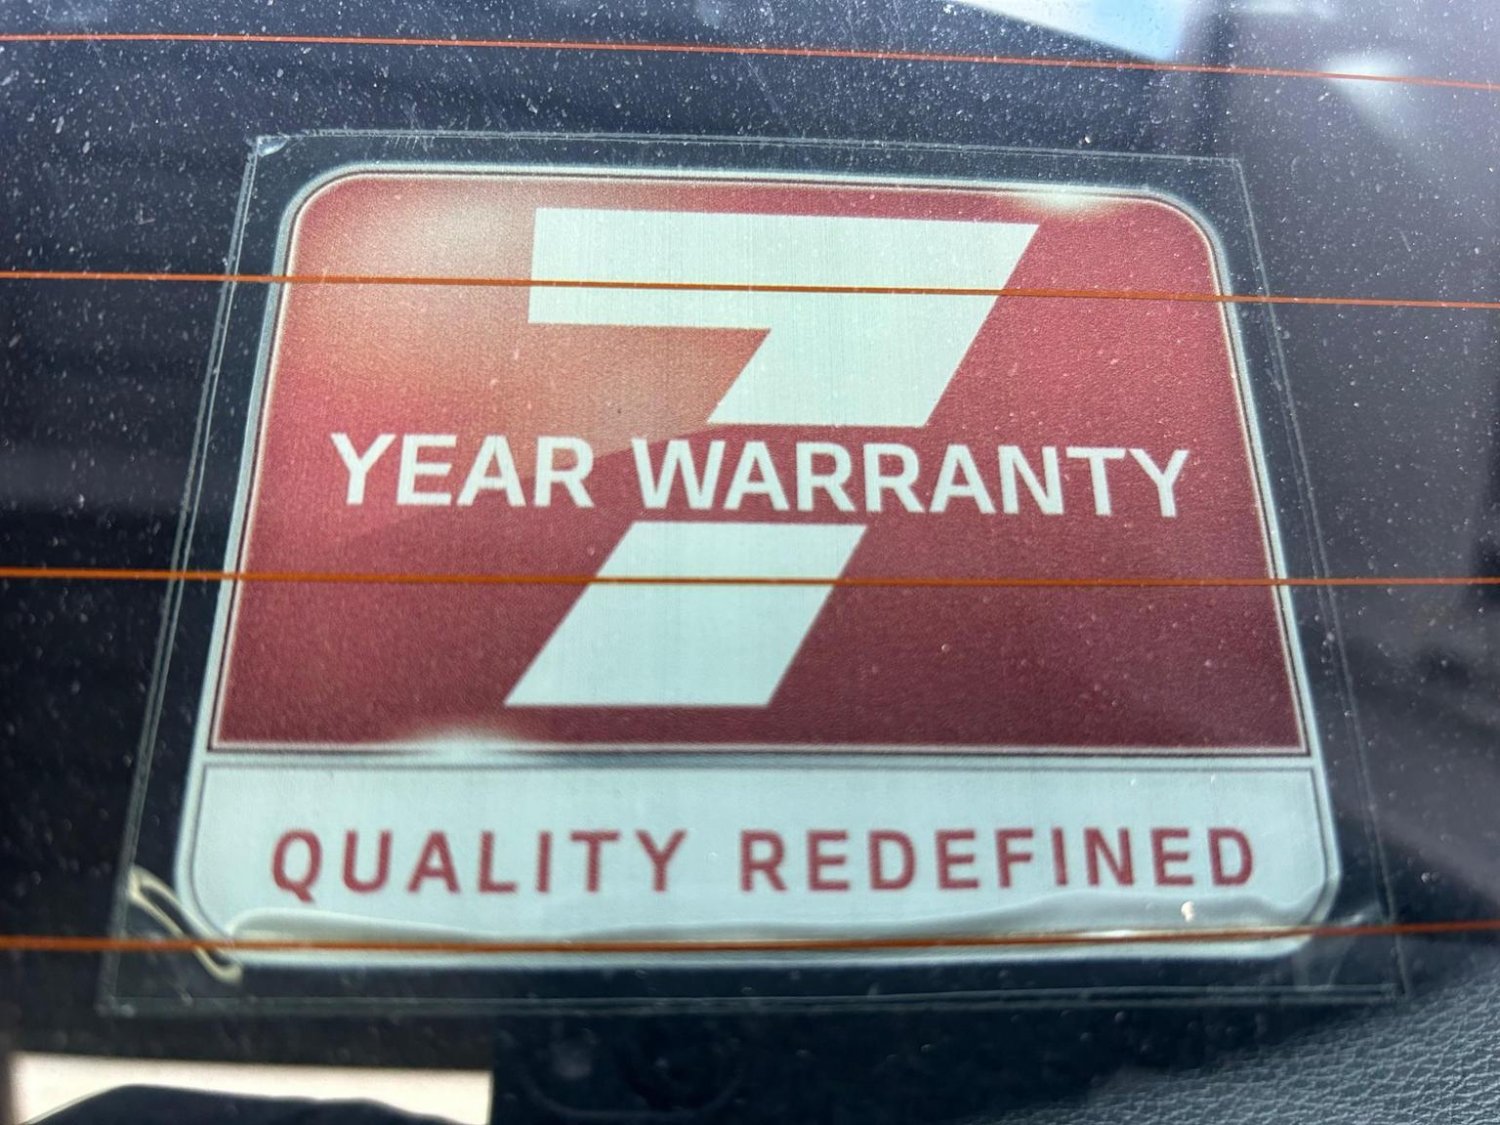 7
YEAR WARRANTY
QUALITY REDEFINED